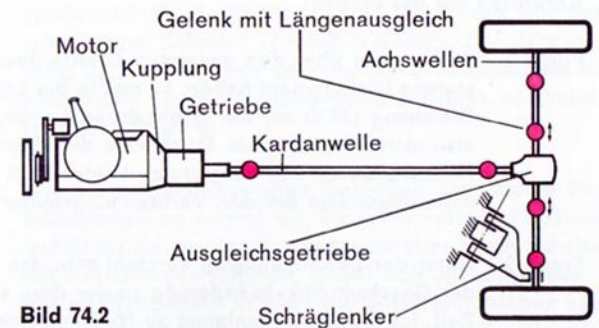 Gelenk mit Längenausgleich
Achswellen
Motor
Kupplung
Getriebe
Kardanwelle
Ausgleichsgetriebe
Schräglenker
Bild 74.2